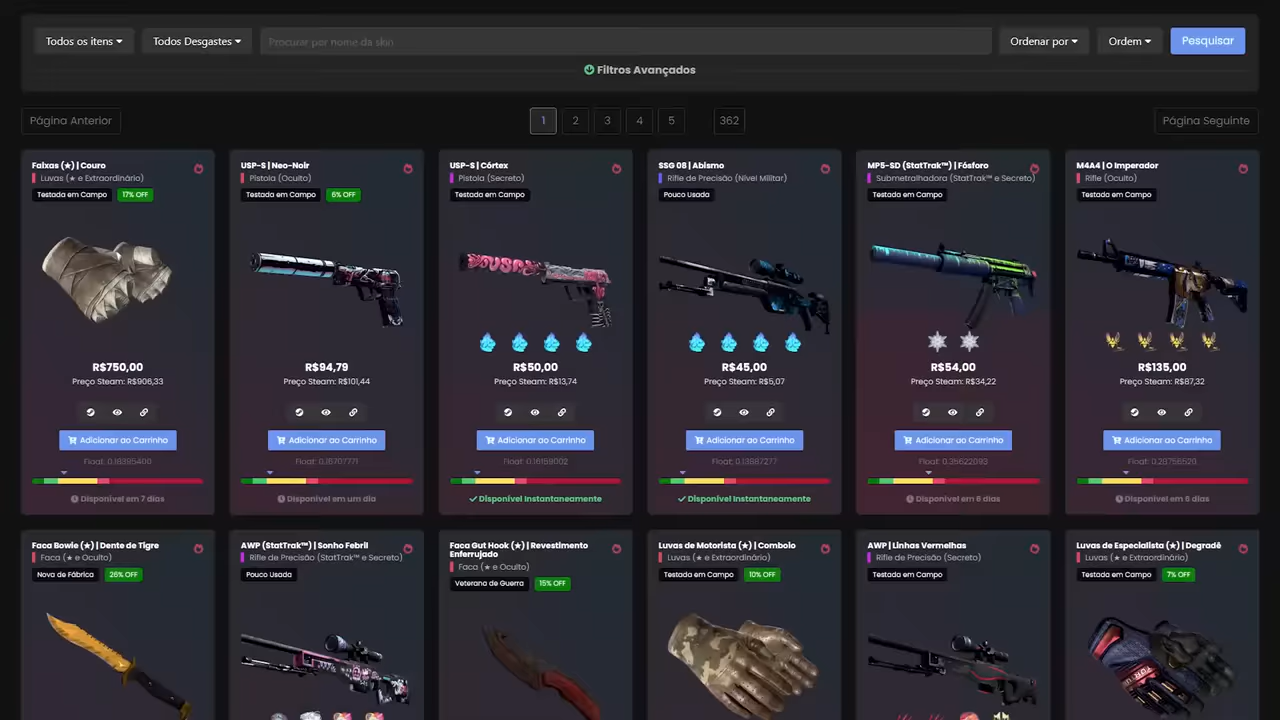 Todos os itens
Todos Desgastes
Procurar por nome da skin
Ordenar por
Ordem
Pesquisar
Filtros Avançados
Página Anterior
1
2
3
4
5
362
Página Seguinte
Faixas (★) | Couro
Luvas (★ e Extraordinário)
Testada em Campo
17% OFF
R$750,00
Preço Steam: R$906,33
Adicionar ao Carrinho
Float: 0.18395400
Disponível em 7 dias
USP-S | Neo-Noir
Pistola (Oculto)
Testada em Campo
6% OFF
R$94,79
Preço Steam: R$101,44
Adicionar ao Carrinho
Float: 0.16707771
Disponível em um dia
USP-S | Córtex
Pistola (Secreto)
Testada em Campo
R$50,00
Preço Steam: R$13,74
Adicionar ao Carrinho
Float: 0.16159002
Disponível Instantaneamente
SSG 08 | Abismo
Rifle de Precisão (Nível Militar)
Pouco Usada
R$45,00
Preço Steam: R$5,07
Adicionar ao Carrinho
Float: 0.13887277
Disponível Instantaneamente
MP5-SD (StatTrak™) | Fósforo
Submetralhadora (StatTrak™ e Secreto)
Testada em Campo
R$54,00
Preço Steam: R$34,22
Adicionar ao Carrinho
Float: 0.35622093
Disponível em 8 dias
M4A4 | O Imperador
Rifle (Oculto)
Testada em Campo
R$135,00
Preço Steam: R$87,32
Adicionar ao Carrinho
Float: 0.28756520
Disponível em 6 dias
Faca Bowie (★) | Dente de Tigre
Faca (★ e Oculto)
Nova de Fábrica
26% OFF
AWP (StatTrak™) | Sonho Febril
Rifle de Precisão (StatTrak™ e Secreto)
Pouco Usada
Faca Gut Hook (★) | Revestimento
Enferrujado
Faca (★ e Oculto)
Veterana de Guerra
15% OFF
Luvas de Motorista (★) | Comboio
Luvas (★ e Extraordinário)
Testada em Campo
10% OFF
AWP | Linhas Vermelhas
Rifle de Precisão (Secreto)
Testada em Campo
Luvas de Especialista (★) | Degradê
Luvas (★ e Extraordinário)
Testada em Campo
7% OFF